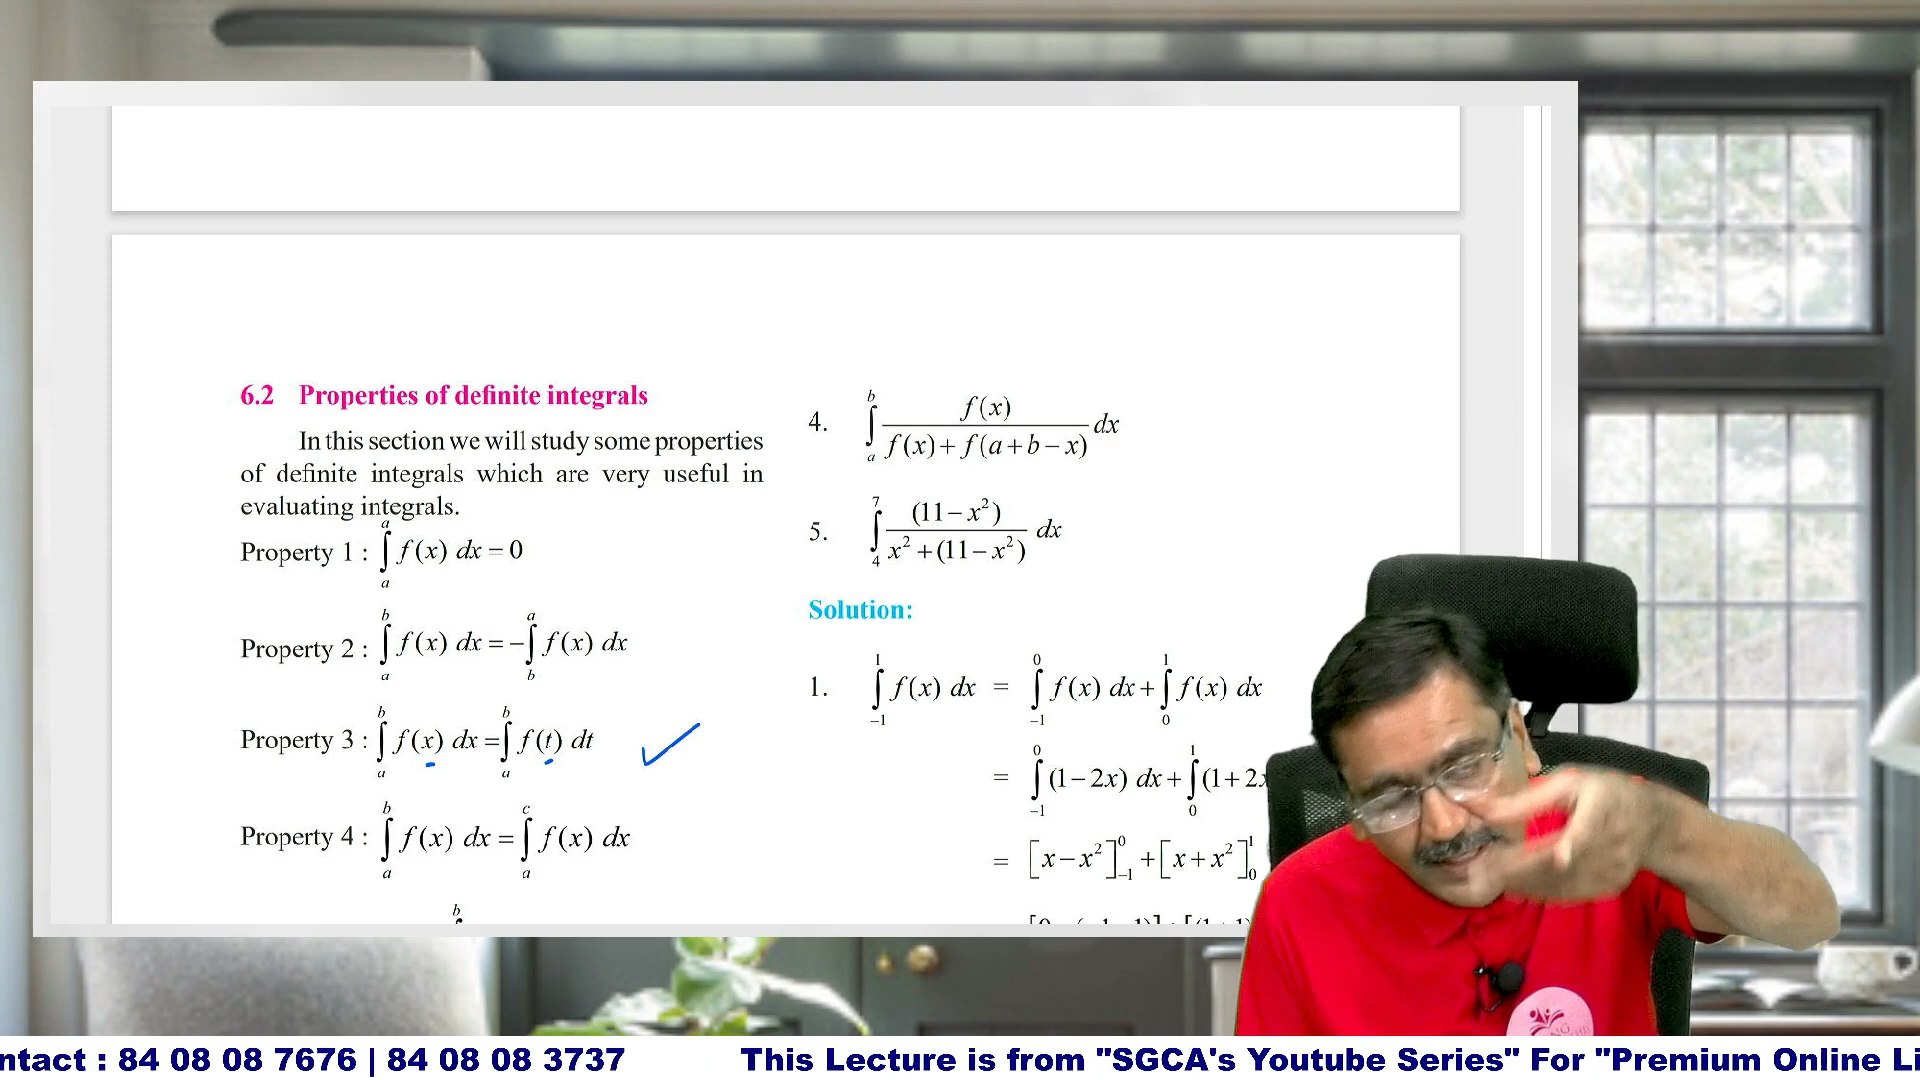 6.2 Properties of definite integrals
In this section we will study some properties
of definite integrals which are very useful in
evaluating integrals.
Property 1 : ∫_a^a f(x) dx = 0
Property 2 : ∫_a^b f(x) dx = −∫_b^a f(x) dx
Property 3 : ∫_a^b f(x) dx = ∫_a^b f(t) dt
Property 4 : ∫_a^b f(x) dx = ∫_a^c f(x) dx
b
4. ∫_a^b f(x) / (f(x) + f(a + b − x)) dx
5. ∫_4^7 (11 − x²) / (x² + (11 − x²)) dx
Solution:
1. ∫_{−1}^1 f(x) dx = ∫_{−1}^0 f(x) dx + ∫_0^1 f(x) dx
= ∫_{−1}^0 (1 − 2x) dx + ∫_0^1 (1 + 2x
= [x − x²]_{−1}^0 + [x + x²]_0^1
ntact : 84 08 08 7676 | 84 08 08 3737 This Lecture is from "SGCA's Youtube Series" For "Premium Online Li